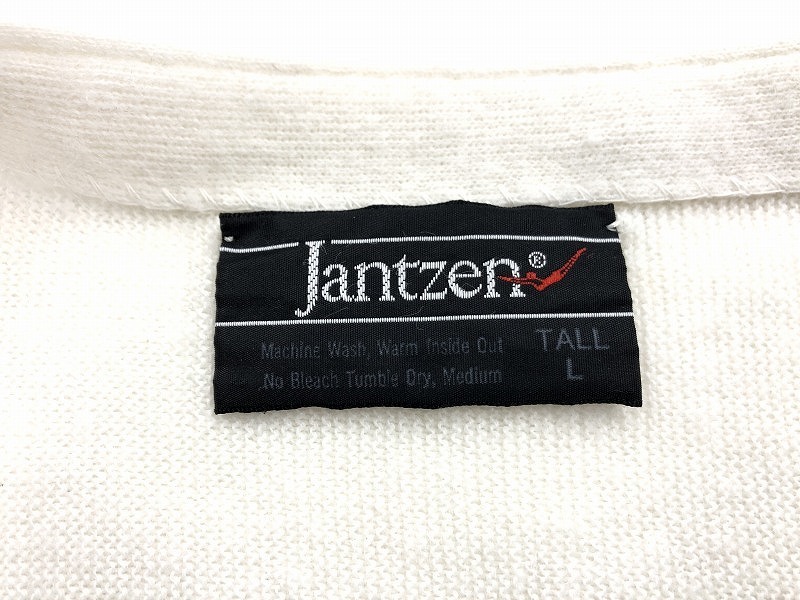 Jantzen®
Machine Wash, Warm Inside Out
No Bleach Tumble Dry, Medium
TALL
L